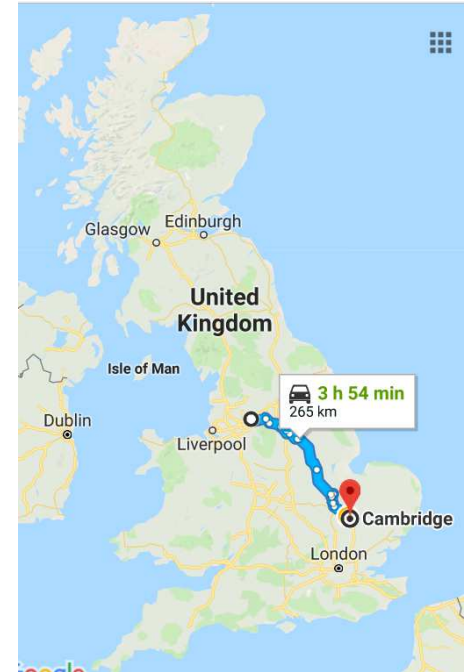 Glasgow
Edinburgh
United
Kingdom
Isle of Man
3 h 54 min
265 km
Dublin
Liverpool
Cambridge
London